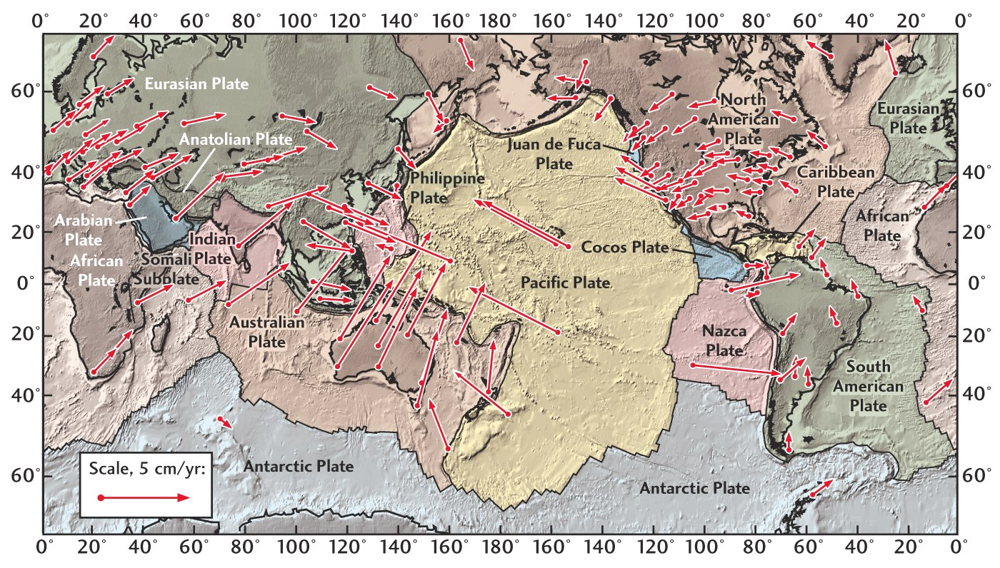 0° 20° 40° 60° 80° 100° 120° 140° 160° 180° 160° 140° 120° 100° 80° 60° 40° 20° 0°
60° 60°
Eurasian Plate
North
American
Plate
Eurasian
Plate
Anatolian Plate
Juan de Fuca
Plate
40° 40°
Philippine
Plate
Caribbean
Plate
Arabian
Plate
African
Plate
20° 20°
Indian
Plate
Cocos Plate
African
Plate
Somali
Subplate
0° 0°
Pacific Plate
Australian
Plate
20° 20°
Nazca
Plate
South
American
Plate
40° 40°
Scale, 5 cm/yr:
Antarctic Plate
60° 60°
Antarctic Plate
0° 20° 40° 60° 80° 100° 120° 140° 160° 180° 160° 140° 120° 100° 80° 60° 40° 20° 0°